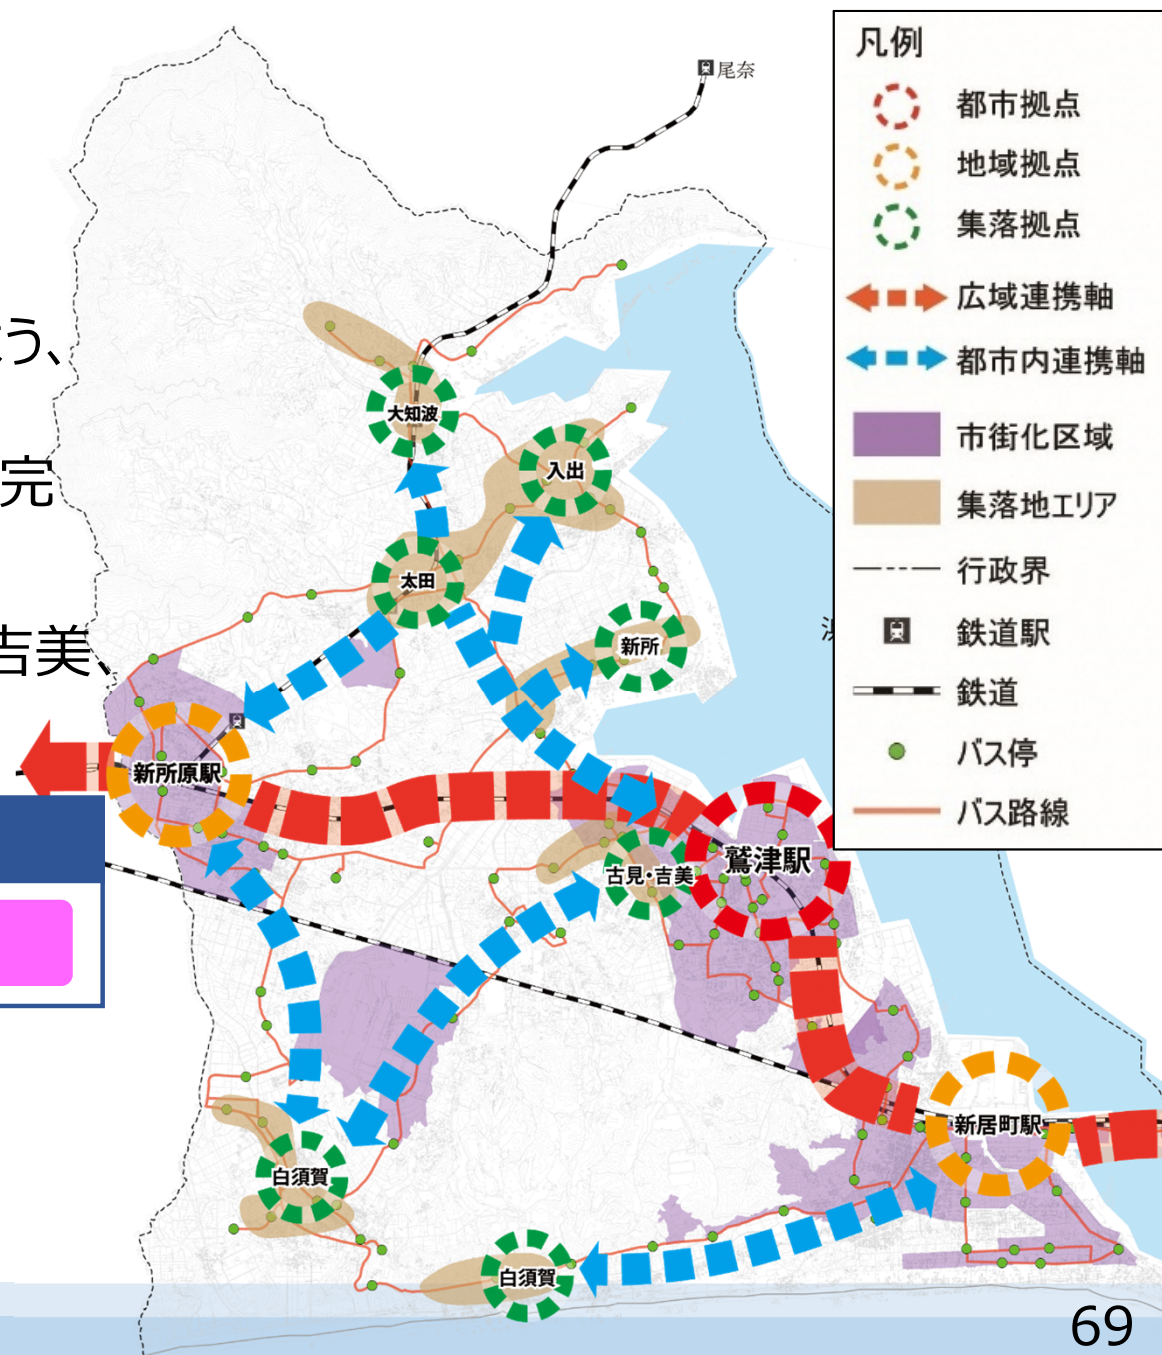 尾奈
凡例
都市拠点
地域拠点
集落拠点
広域連携軸
都市内連携軸
市街化区域
集落地エリア
行政界
鉄道駅
鉄道
バス停
バス路線
う、
完
吉美、
大知波
入出
太田
新所
新所原駅
古見・吉美
鷲津駅
新居町駅
白須賀
白須賀
69